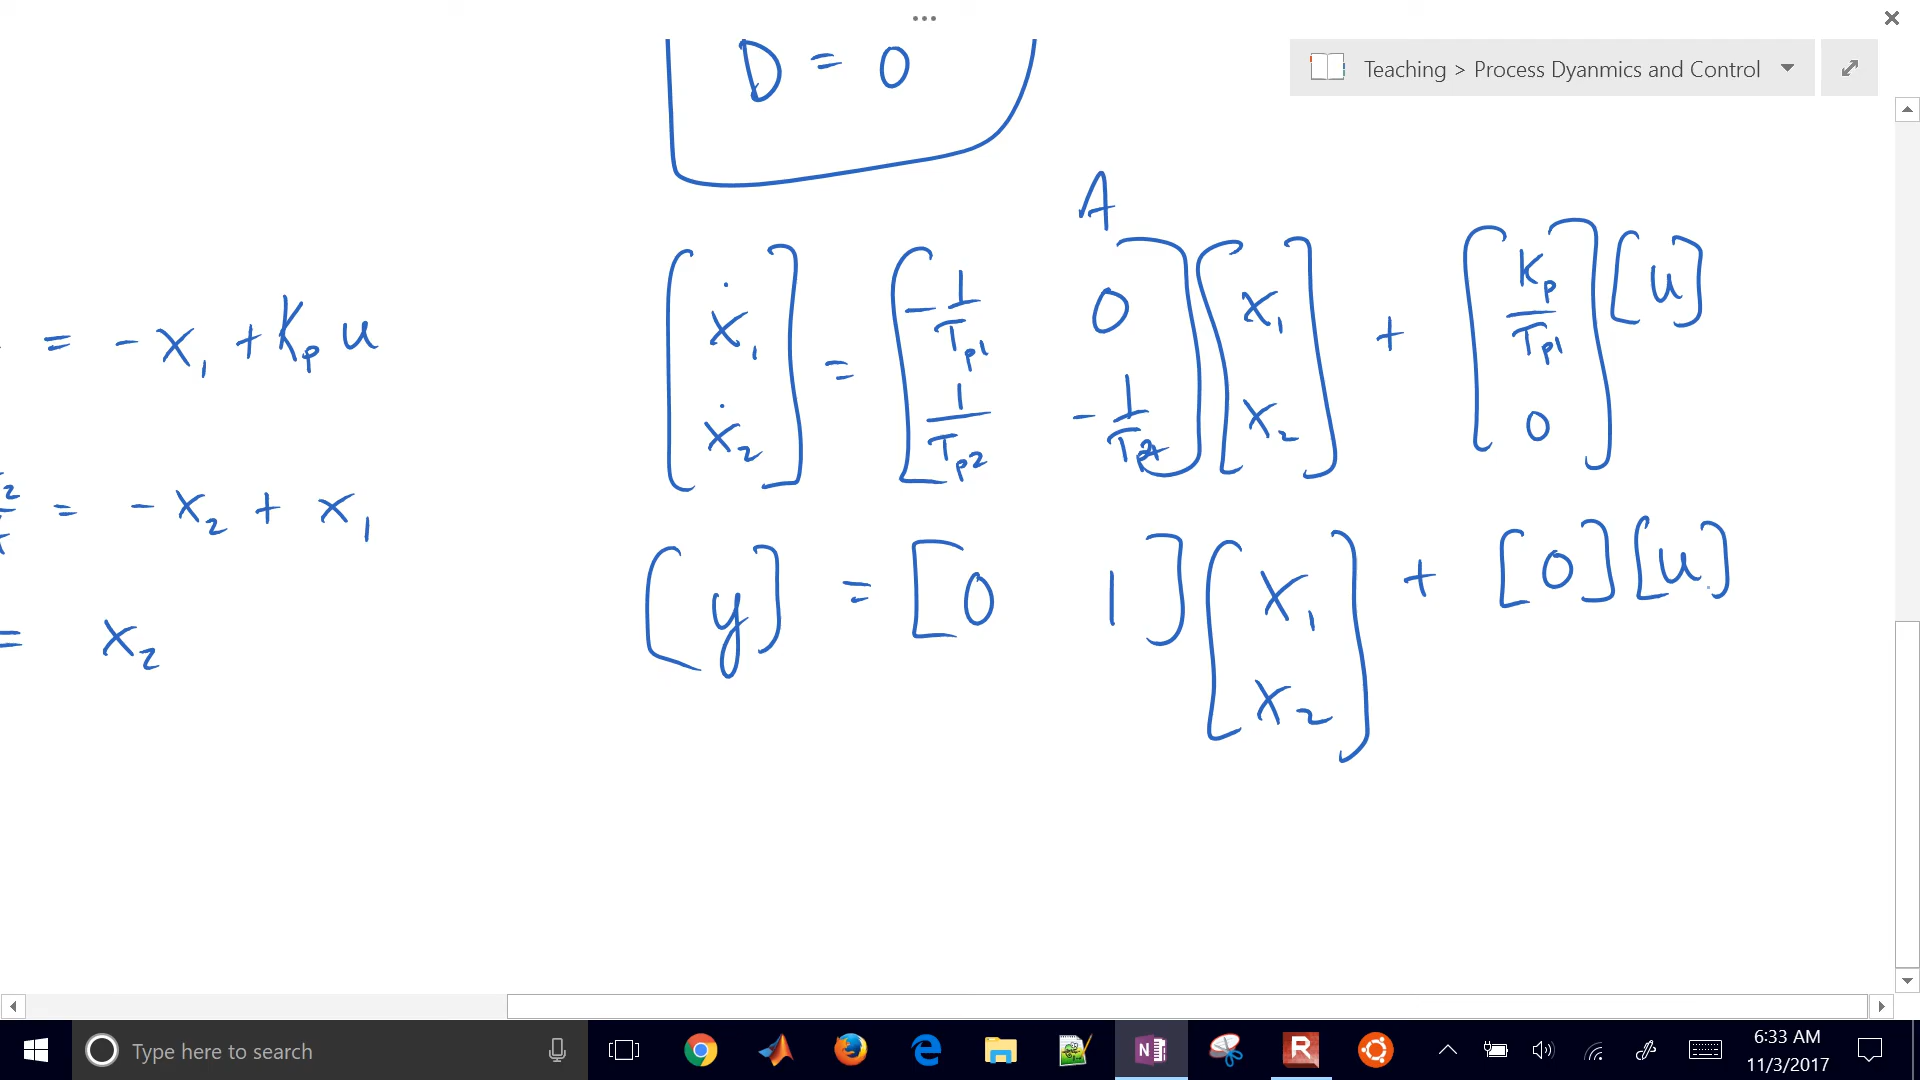 Teaching > Process Dyanmics and Control
D = 0
A
= -x₁ + Kₚ u
[ẋ₁ ẋ₂] = [-1/Tp1 0 1/Tp2 -1/Tp2] [x₁ x₂] + [Kp/Tp1 0] [u]
= -x₂ + x₁
[y] = [0 1] [x₁ x₂] + [0] [u]
= x₂
Type here to search
6:33 AM
11/3/2017